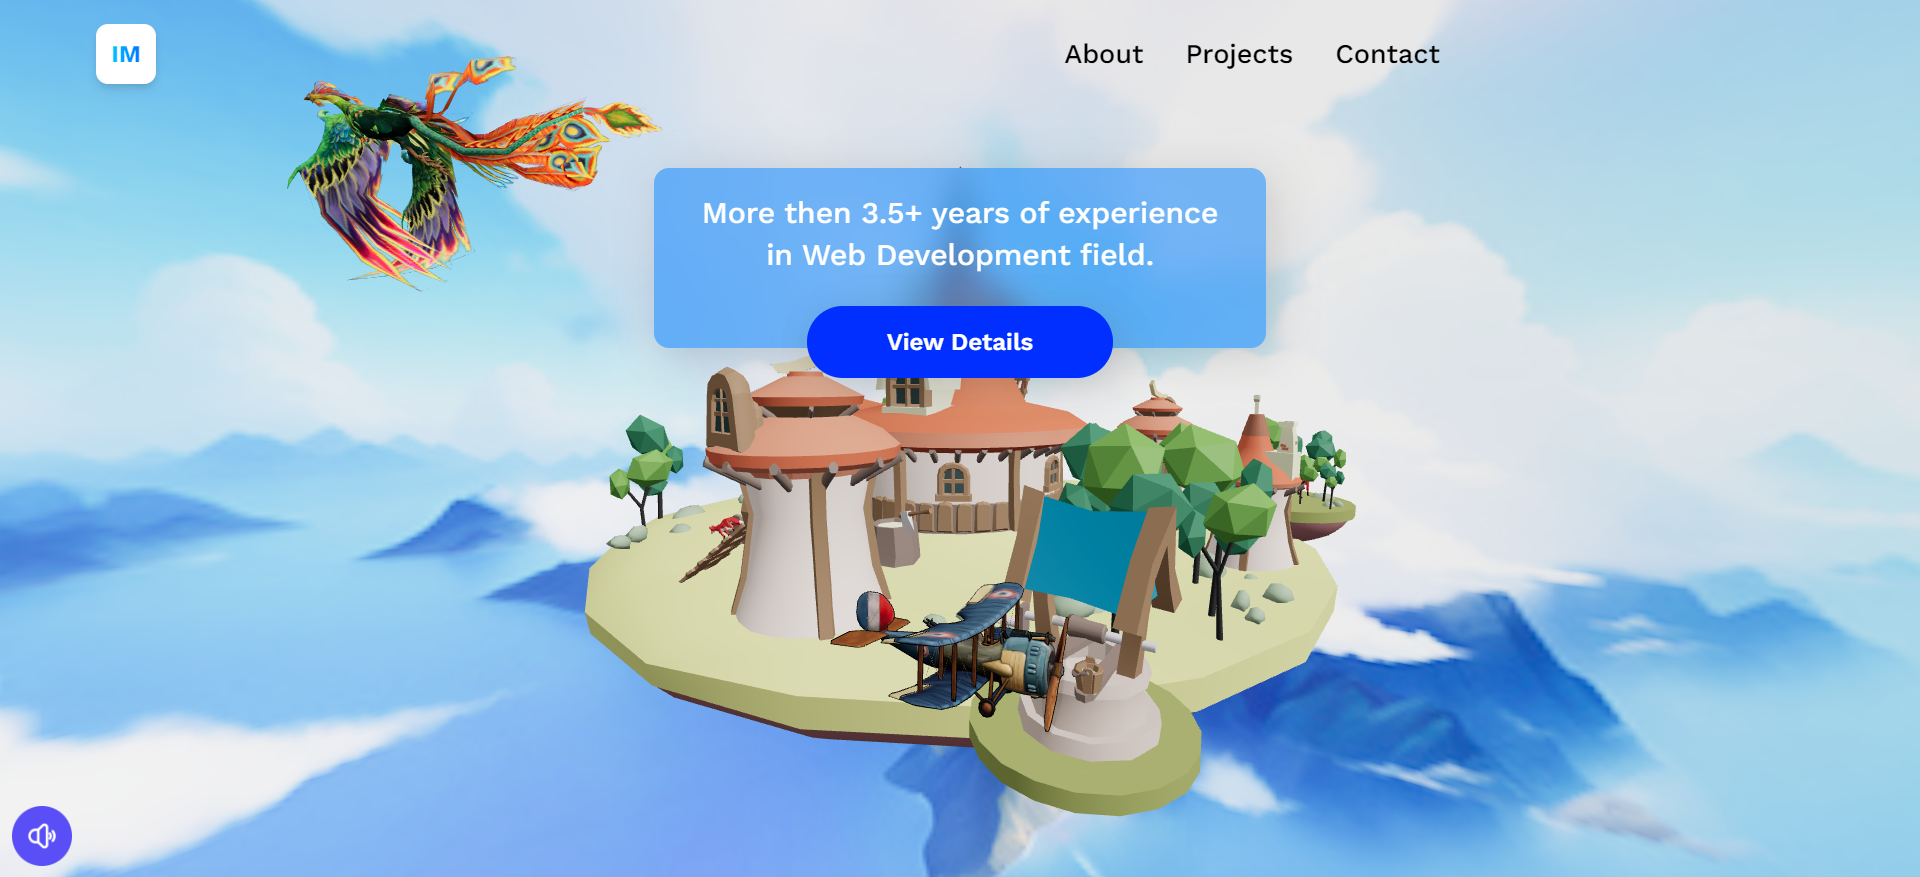 IM
About Projects Contact
More then 3.5+ years of experience
in Web Development field.
View Details